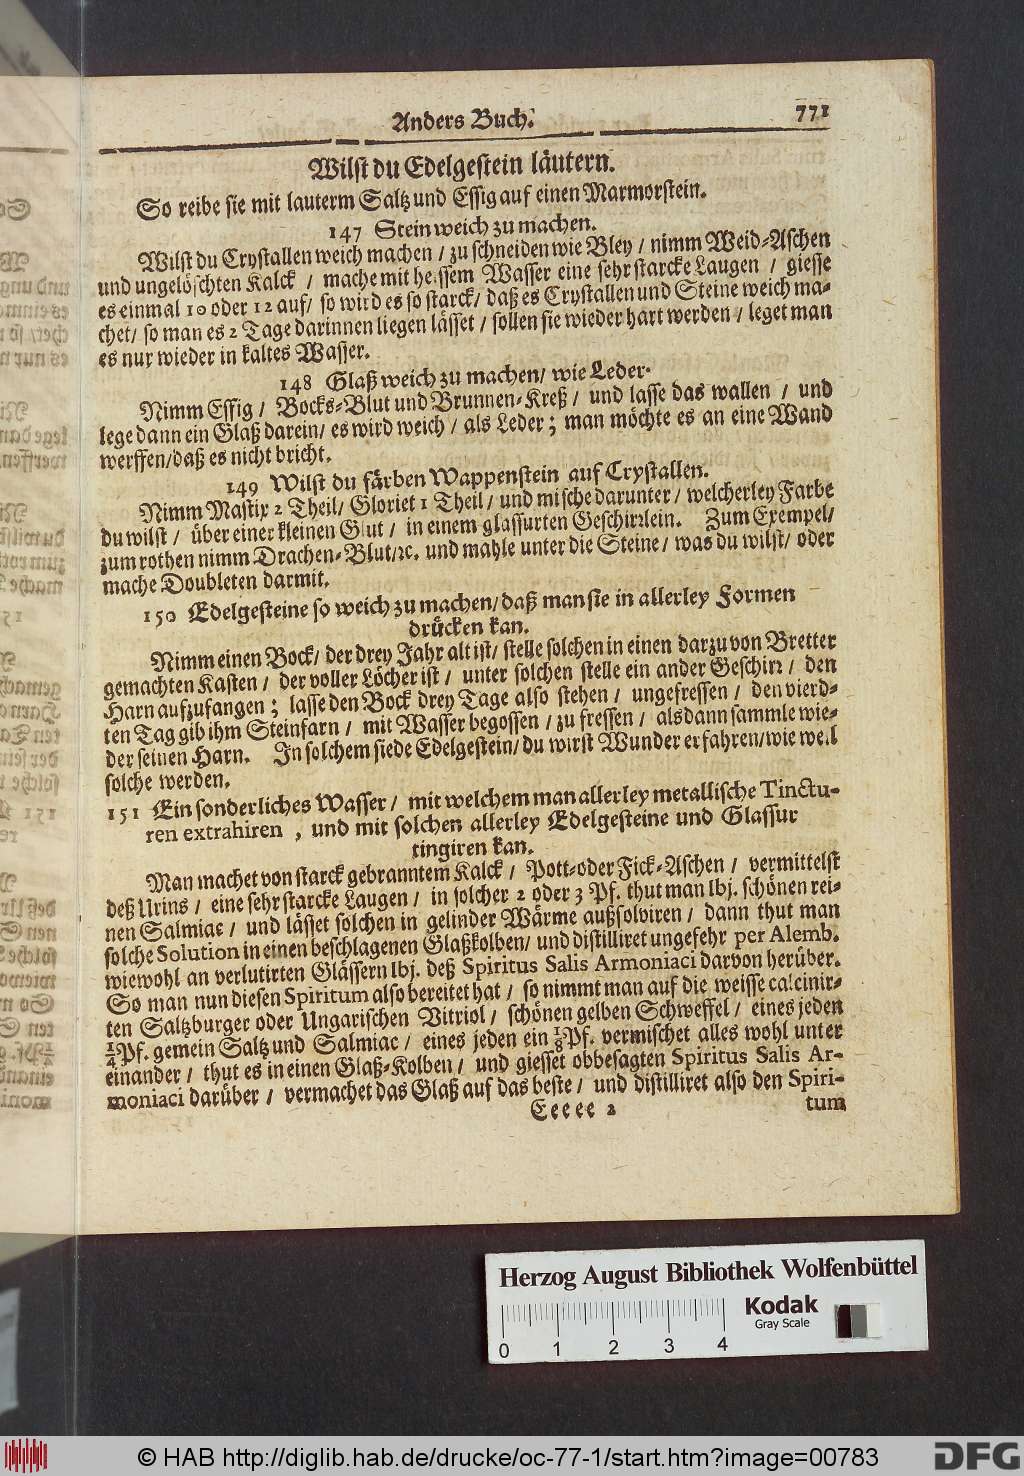 Anders Buch. 771
Wilst du Edelgestein läutern.
So reibe sie mit lauterm Saltz und Essig auf einen Marmorstein.
147 Stein weich zu machen.
Wilst du Crystallen weich machen / zu schneiden wie Bley / nimm Weid-Aschen
und ungelöschten Kalck / mache mit heissem Wasser eine sehr starcke Laugen / giesse
es einmal 10 oder 12 auf / so wird es so starck / daß es Crystallen und Steine weich ma-
chet / so man es 2 Tage darinnen liegen lässet / sollen sie wieder hart werden / leget man
es nur wieder in kaltes Wasser.
148 Glaß weich zu machen / wie Leder.
Nimm Essig / Bocks-Blut und Brunnen-Kreß / und lasse das wallen / und
lege dann ein Glaß darein / es wird weich / als Leder; man möchte es an eine Wand
werffen / daß es nicht bricht.
149 Wilst du färben Wappenstein auf Crystallen.
Nimm Mastix 2 Theil / Gloriet 1 Theil / und mische darunter / welcherley Farbe
du wilst / über einer kleinen Glut / in einem glassurten Geschirrlein. Zum Exempel /
zum rothen nimm Drachen-Blut / ꝛc. und mahle unter die Steine / was du wilst / oder
mache Doubleten darmit.
150 Edelgesteine so weich zu machen / daß man sie in allerley Formen
drücken kan.
Nimm einen Bock / der drey Jahr alt ist / stelle solchen in einen darzu von Bretter
gemachten Kasten / der voller Löcher ist / unter solchen stelle ein ander Geschirr / den
Harn aufzufangen; lasse den Bock drey Tage also stehen / ungefressen / den vierd-
ten Tag gib ihm Steinfarn / mit Wasser begossen / zu fressen / alsdann sammle wie-
der seinen Harn. In solchem siede Edelgestein / du wirst Wunder erfahren / wie weil
solche werden.
151 Ein sonderliches Wasser / mit welchem man allerley metallische Tinctu-
ren extrahiren, und mit solchen allerley Edelgesteine und Glassur
tingiren kan.
Man machet von starck gebranntem Kalck / Pott- oder Fick-Aschen / vermittelst
deß Urins / eine sehr starcke Laugen / in solcher 2 oder 3 Pf. thut man lbj. schönen rei-
nen Salmiac / und lässet solchen in gelinder Wärme außsolviren / dann thut man
solche Solution in einen beschlagenen Glaßkolben / und distilliret ungefehr per Alemb.
wiewohl an verlutirten Glässern lbj. deß Spiritus Salis Armoniaci darvon herüber.
So man nun diesen Spiritum also bereitet hat / so nimmt man auf die weisse calcinir-
ten Saltzburger oder Ungarischen Vitriol / schönen gelben Schweffel / eines jeden
¼ Pf. gemein Saltz und Salmiac / eines jeden ein ⅛ Pf. vermischet alles wohl unter
einander / thut es in einen Glaß-Kolben / und giesset obbesagten Spiritus Salis Ar-
moniaci darüber / vermachet das Glaß auf das beste / und distilliret also den Spiri-
Eeeee 2 tum
Herzog August Bibliothek Wolfenbüttel
Kodak
Gray Scale
0 1 2 3 4
© HAB http://diglib.hab.de/drucke/oc-77-1/start.htm?image=00783
DFG